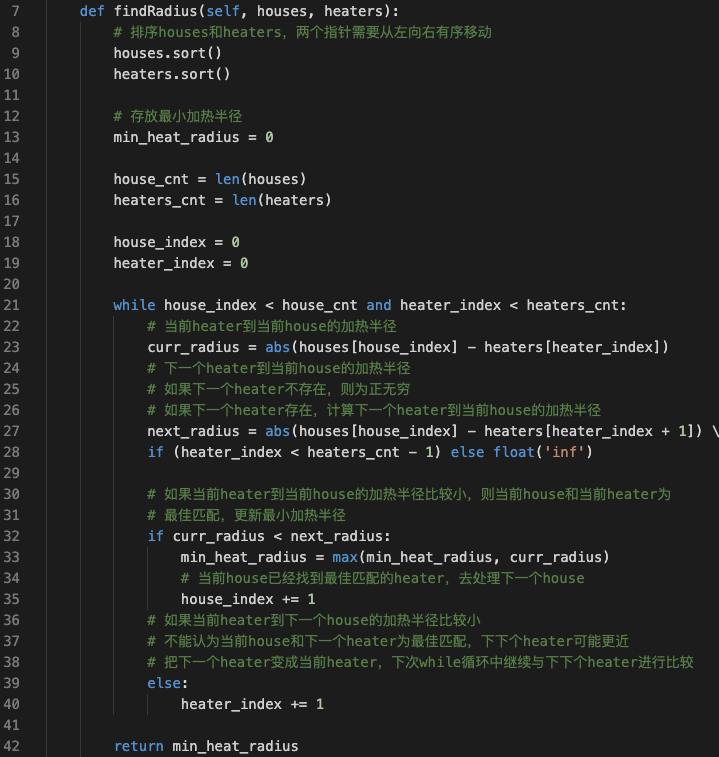 7 def findRadius(self, houses, heaters):
8 # 排序houses和heaters，两个指针需要从左向右有序移动
9 houses.sort()
10 heaters.sort()
11
12 # 存放最小加热半径
13 min_heat_radius = 0
14
15 house_cnt = len(houses)
16 heaters_cnt = len(heaters)
17
18 house_index = 0
19 heater_index = 0
20
21 while house_index < house_cnt and heater_index < heaters_cnt:
22 # 当前heater到当前house的加热半径
23 curr_radius = abs(houses[house_index] - heaters[heater_index])
24 # 下一个heater到当前house的加热半径
25 # 如果下一个heater不存在，则为正无穷
26 # 如果下一个heater存在，计算下一个heater到当前house的加热半径
27 next_radius = abs(houses[house_index] - heaters[heater_index + 1]) \
28 if (heater_index < heaters_cnt - 1) else float('inf')
29
30 # 如果当前heater到当前house的加热半径比较小，则当前house和当前heater为
31 # 最佳匹配，更新最小加热半径
32 if curr_radius < next_radius:
33 min_heat_radius = max(min_heat_radius, curr_radius)
34 # 当前house已经找到最佳匹配的heater，去处理下一个house
35 house_index += 1
36 # 如果当前heater到下一个house的加热半径比较小
37 # 不能认为当前house和下一个heater为最佳匹配，下下个heater可能更近
38 # 把下一个heater变成当前heater，下次while循环中继续与下下个heater进行比较
39 else:
40 heater_index += 1
41
42 return min_heat_radius